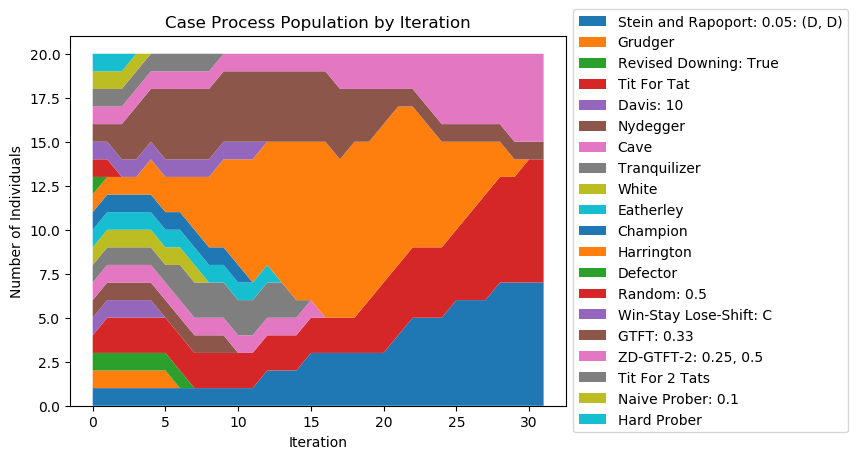 Case Process Population by Iteration
20.0
17.5
15.0
12.5
10.0
7.5
5.0
2.5
0.0
Number of Individuals
0 5 10 15 20 25 30
Iteration
Stein and Rapoport: 0.05: (D, D)
Grudger
Revised Downing: True
Tit For Tat
Davis: 10
Nydegger
Cave
Tranquilizer
White
Eatherley
Champion
Harrington
Defector
Random: 0.5
Win-Stay Lose-Shift: C
GTFT: 0.33
ZD-GTFT-2: 0.25, 0.5
Tit For 2 Tats
Naive Prober: 0.1
Hard Prober